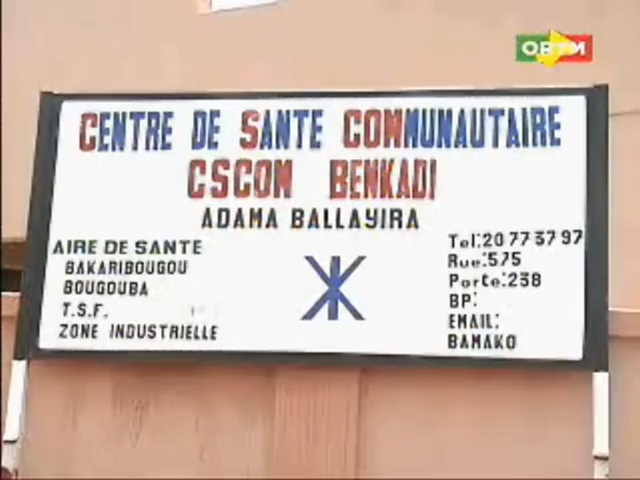 ORTM
CENTRE DE SANTE COMMUNAUTAIRE
CSCOM BENKADI
ADAMA BALLAYIRA
AIRE DE SANTE
BAKARIBOUGOU
BOUGOUBA
T.S.F.
ZONE INDUSTRIELLE
Tel:20 77 37 97
Rue:575
Porte:238
BP:
EMAIL:
BAMAKO